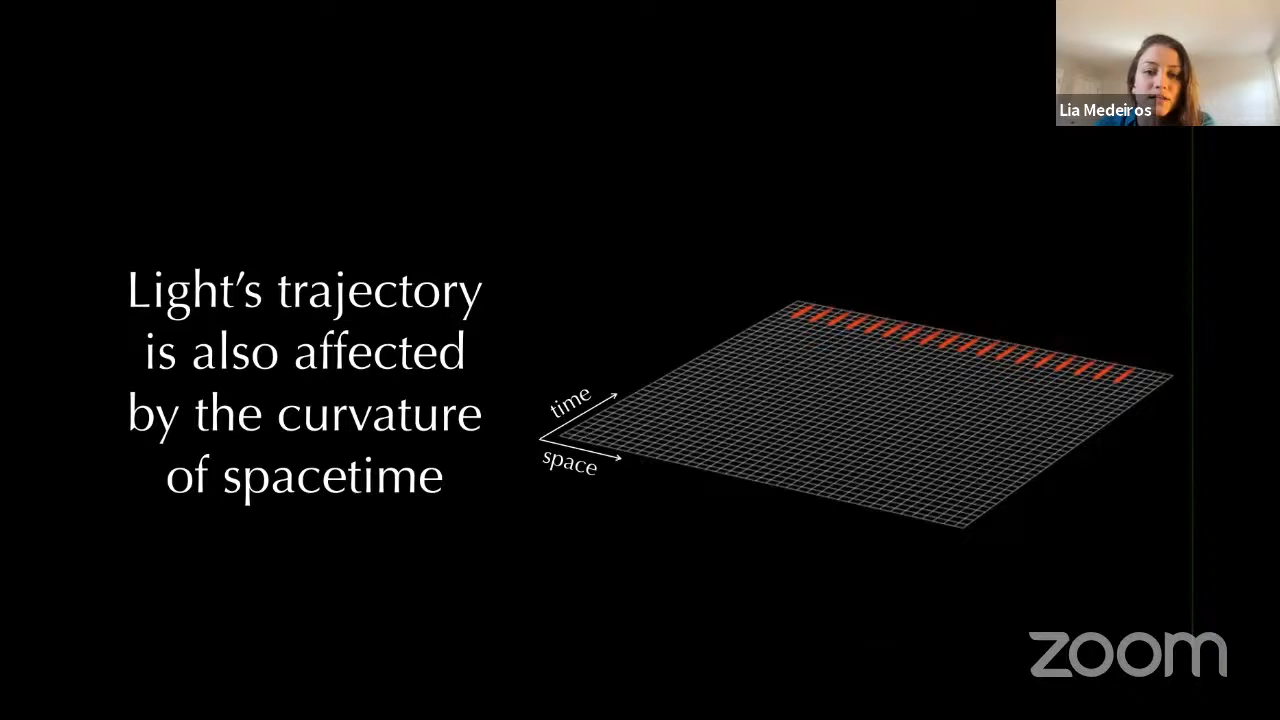 Lia Medeiros
Light’s trajectory
is also affected
by the curvature
of spacetime
time
space
zoom